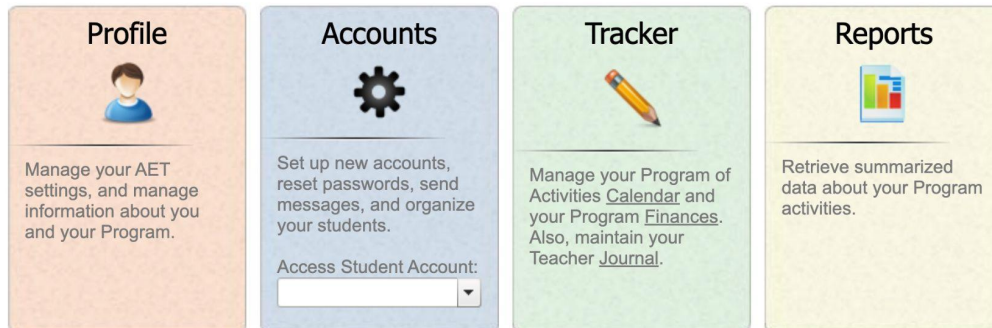 Profile
Manage your AET
settings, and manage
information about you
and your Program.
Accounts
Set up new accounts,
reset passwords, send
messages, and organize
your students.
Access Student Account:
Tracker
Manage your Program of
Activities Calendar and
your Program Finances.
Also, maintain your
Teacher Journal.
Reports
Retrieve summarized
data about your Program
activities.